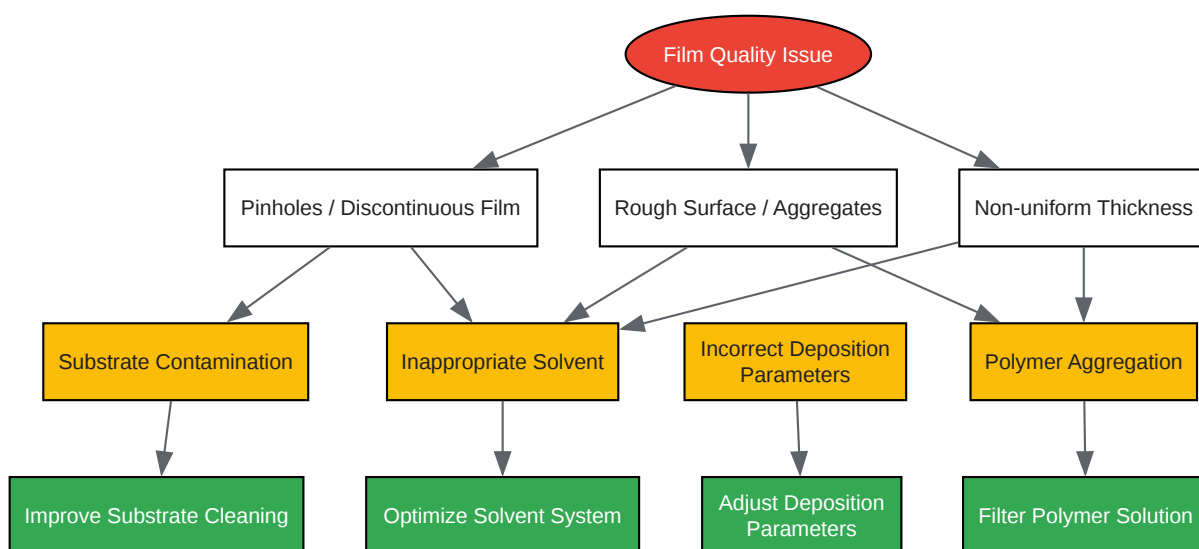 Film Quality Issue
Pinholes / Discontinuous Film
Rough Surface / Aggregates
Non-uniform Thickness
Substrate Contamination
Inappropriate Solvent
Incorrect Deposition
Parameters
Polymer Aggregation
Improve Substrate Cleaning
Optimize Solvent System
Adjust Deposition
Parameters
Filter Polymer Solution